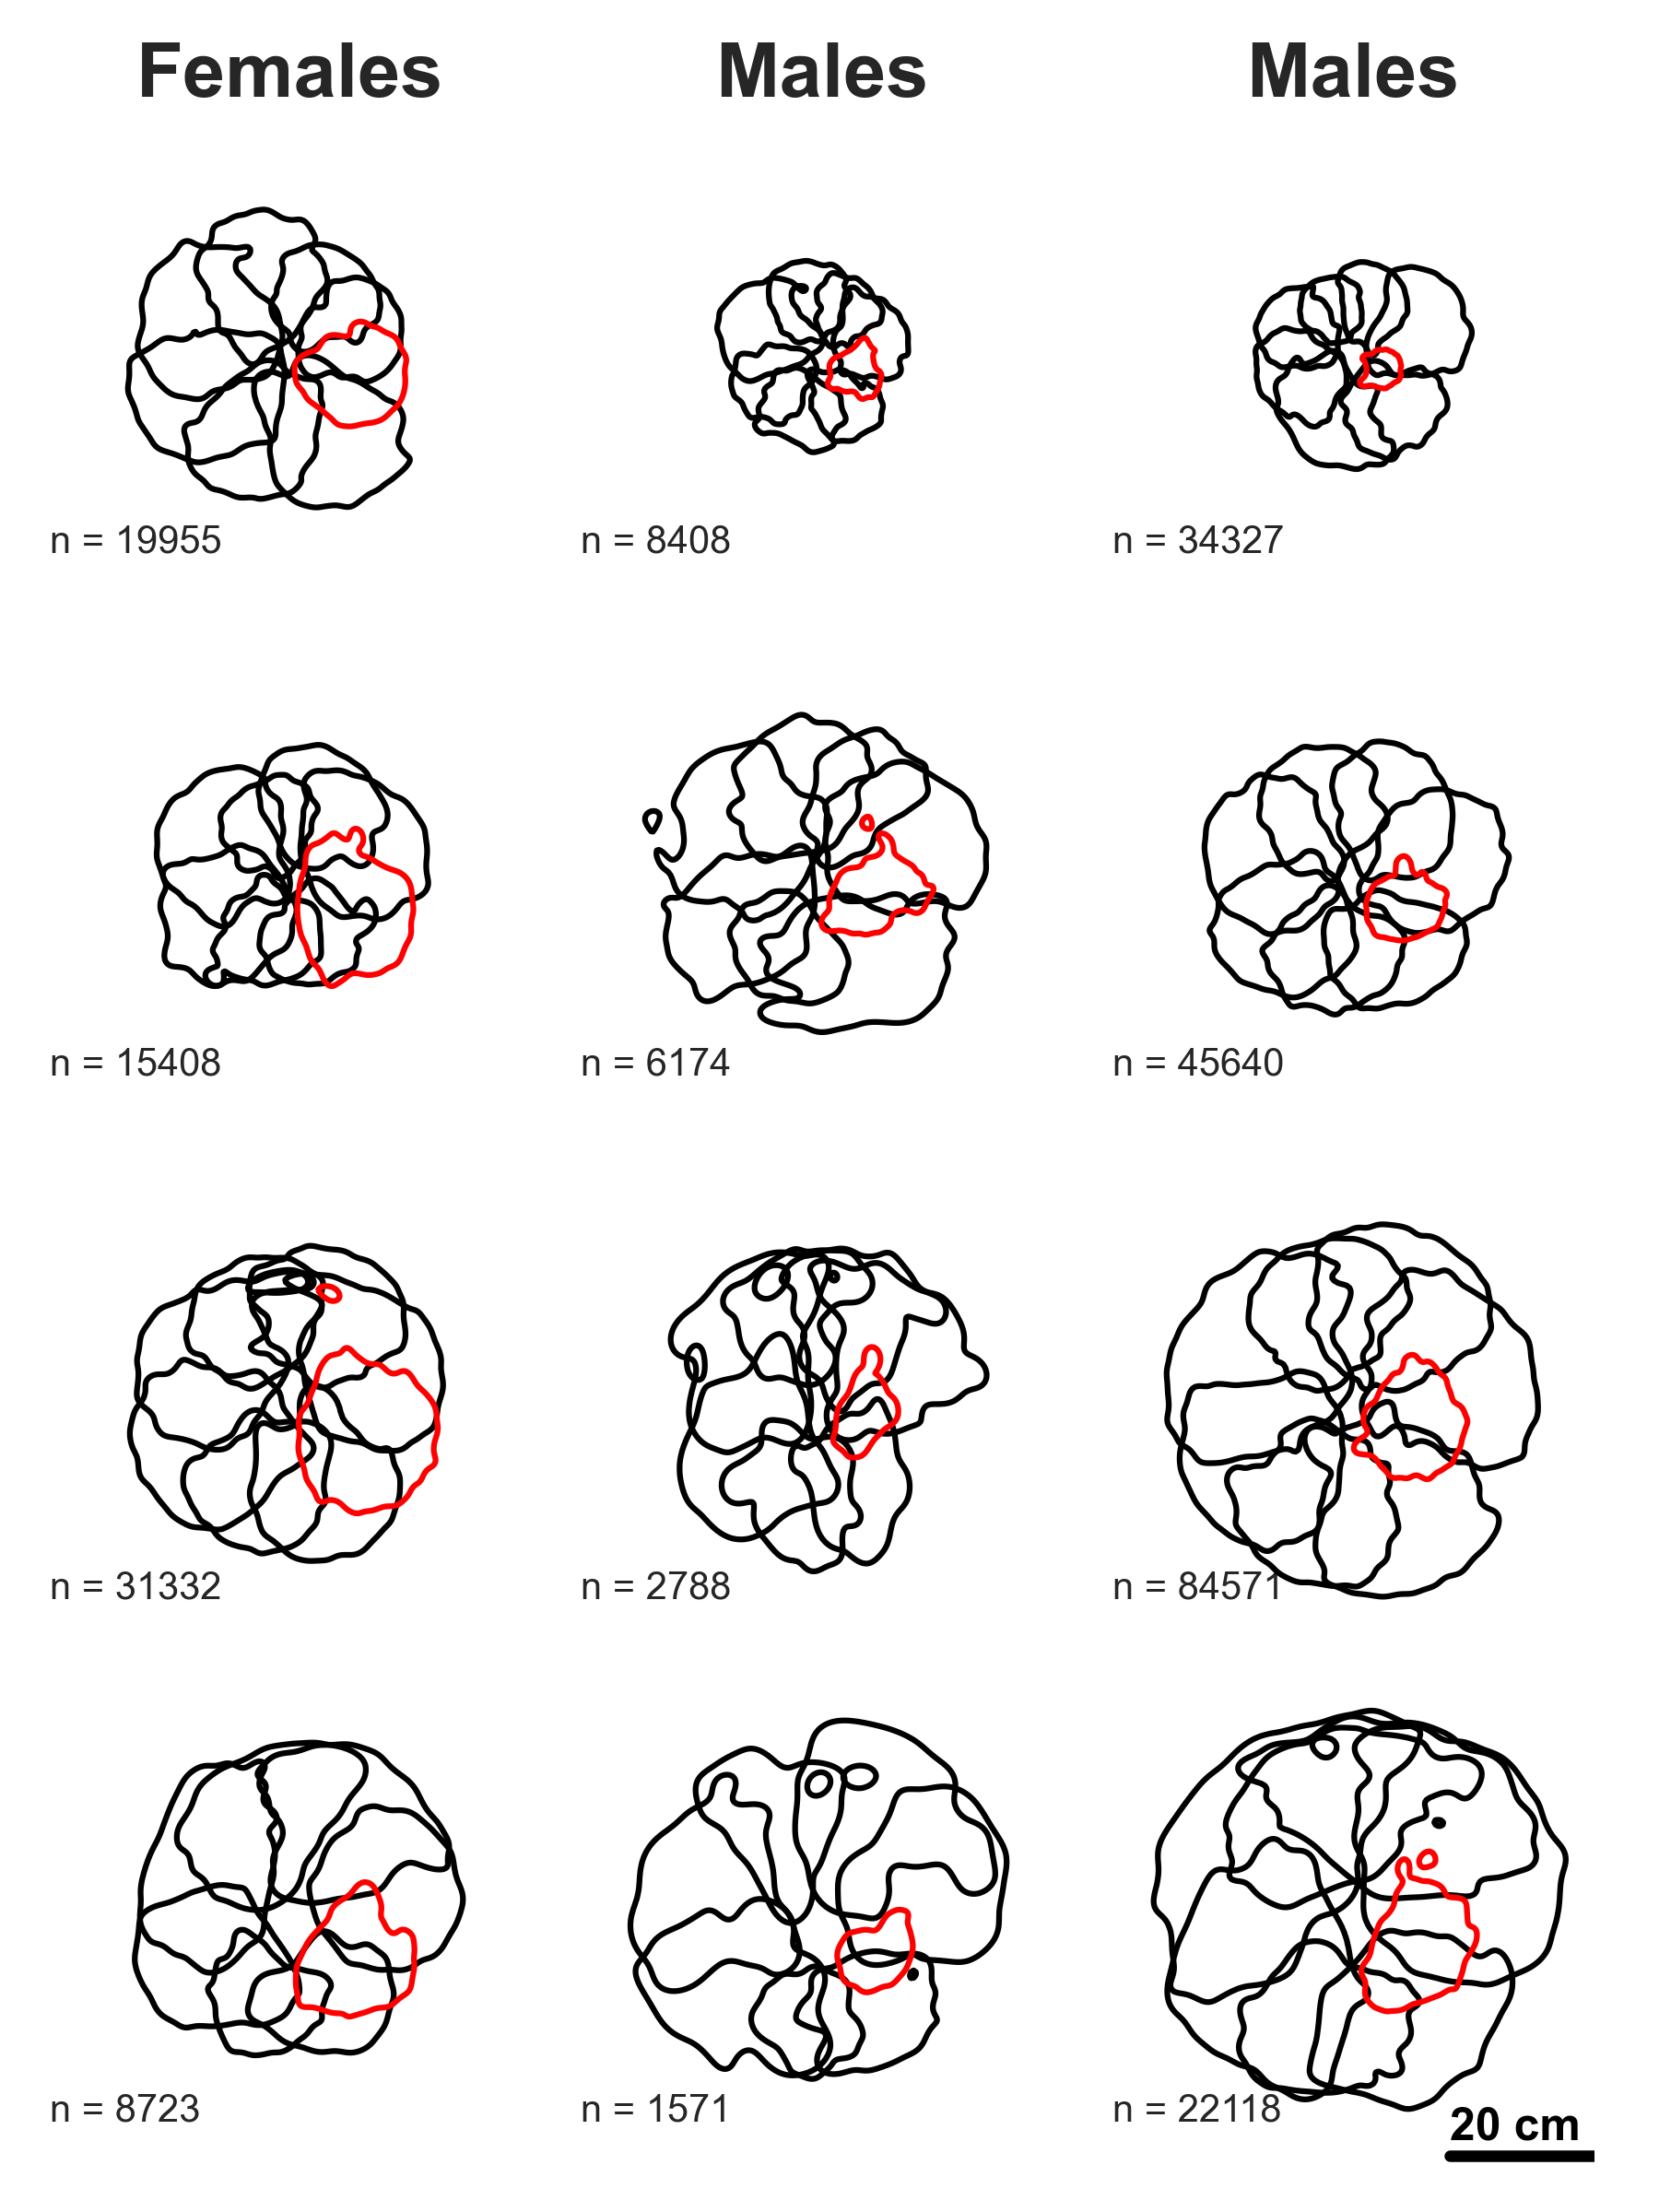 Females Males Males
n = 19955 n = 8408 n = 34327
n = 15408 n = 6174 n = 45640
n = 31332 n = 2788 n = 84571
n = 8723 n = 1571 n = 22118
20 cm